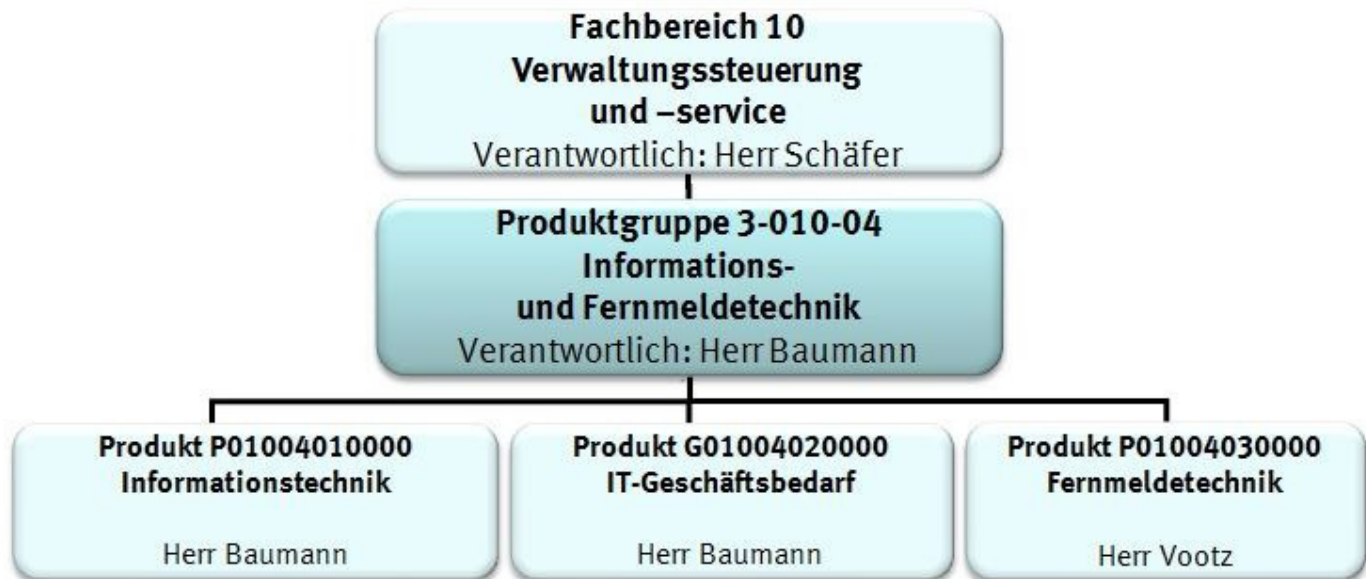 Fachbereich 10
Verwaltungssteuerung
und –service
Verantwortlich: Herr Schäfer
Produktgruppe 3-010-04
Informations-
und Fernmeldetechnik
Verantwortlich: Herr Baumann
Produkt P01004010000
Informationstechnik
Herr Baumann
Produkt G01004020000
IT-Geschäftsbedarf
Herr Baumann
Produkt P01004030000
Fernmeldetechnik
Herr Vootz